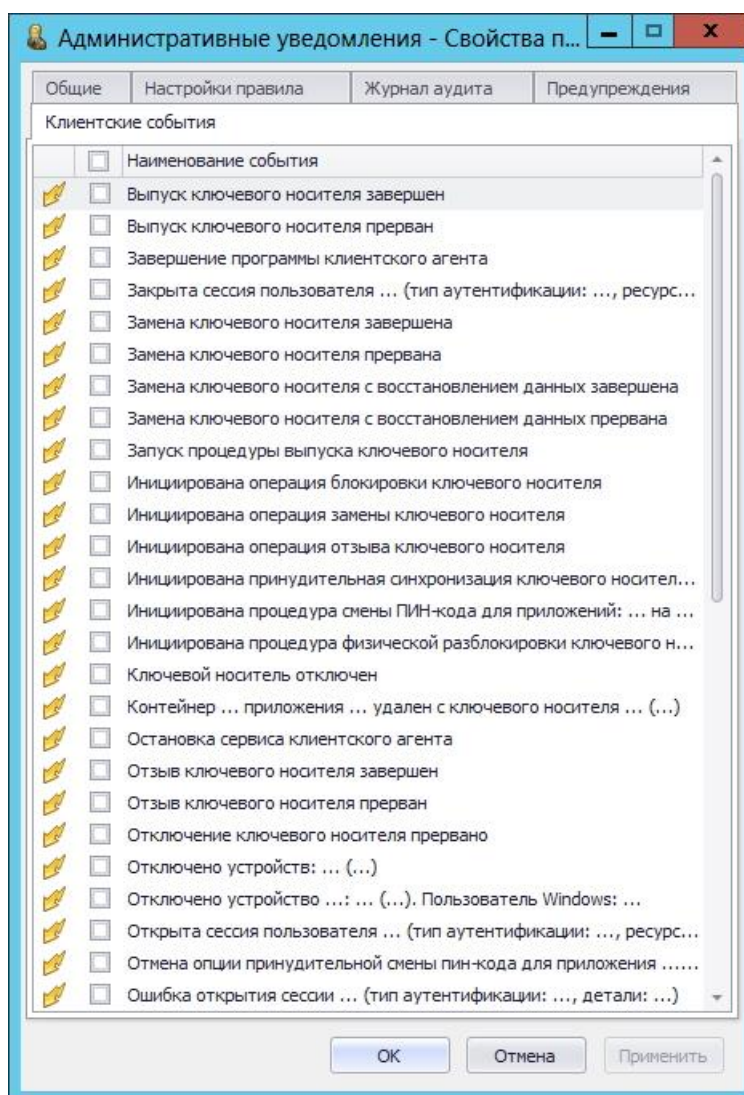 Административные уведомления - Свойства п...
Общие
Настройки правила
Журнал аудита
Предупреждения
Клиентские события
Наименование события
Выпуск ключевого носителя завершен
Выпуск ключевого носителя прерван
Завершение программы клиентского агента
Закрыта сессия пользователя ... (тип аутентификации: ..., ресурс...
Замена ключевого носителя завершена
Замена ключевого носителя прервана
Замена ключевого носителя с восстановлением данных завершена
Замена ключевого носителя с восстановлением данных прервана
Запуск процедуры выпуска ключевого носителя
Инициирована операция блокировки ключевого носителя
Инициирована операция замены ключевого носителя
Инициирована операция отзыва ключевого носителя
Инициирована принудительная синхронизация ключевого носител...
Инициирована процедура смены ПИН-кода для приложений: ... на ...
Инициирована процедура физической разблокировки ключевого н...
Ключевой носитель отключен
Контейнер ... приложения ... удален с ключевого носителя ... (...)
Остановка сервиса клиентского агента
Отзыв ключевого носителя завершен
Отзыв ключевого носителя прерван
Отключение ключевого носителя прервано
Отключено устройств: ... (...)
Отключено устройство ...: ... (...). Пользователь Windows: ...
Открыта сессия пользователя ... (тип аутентификации: ..., ресурс...
Отмена опции принудительной смены пин-кода для приложения ......
Ошибка открытия сессии ... (тип аутентификации: ..., детали: ...)
ОК
Отмена
Применить